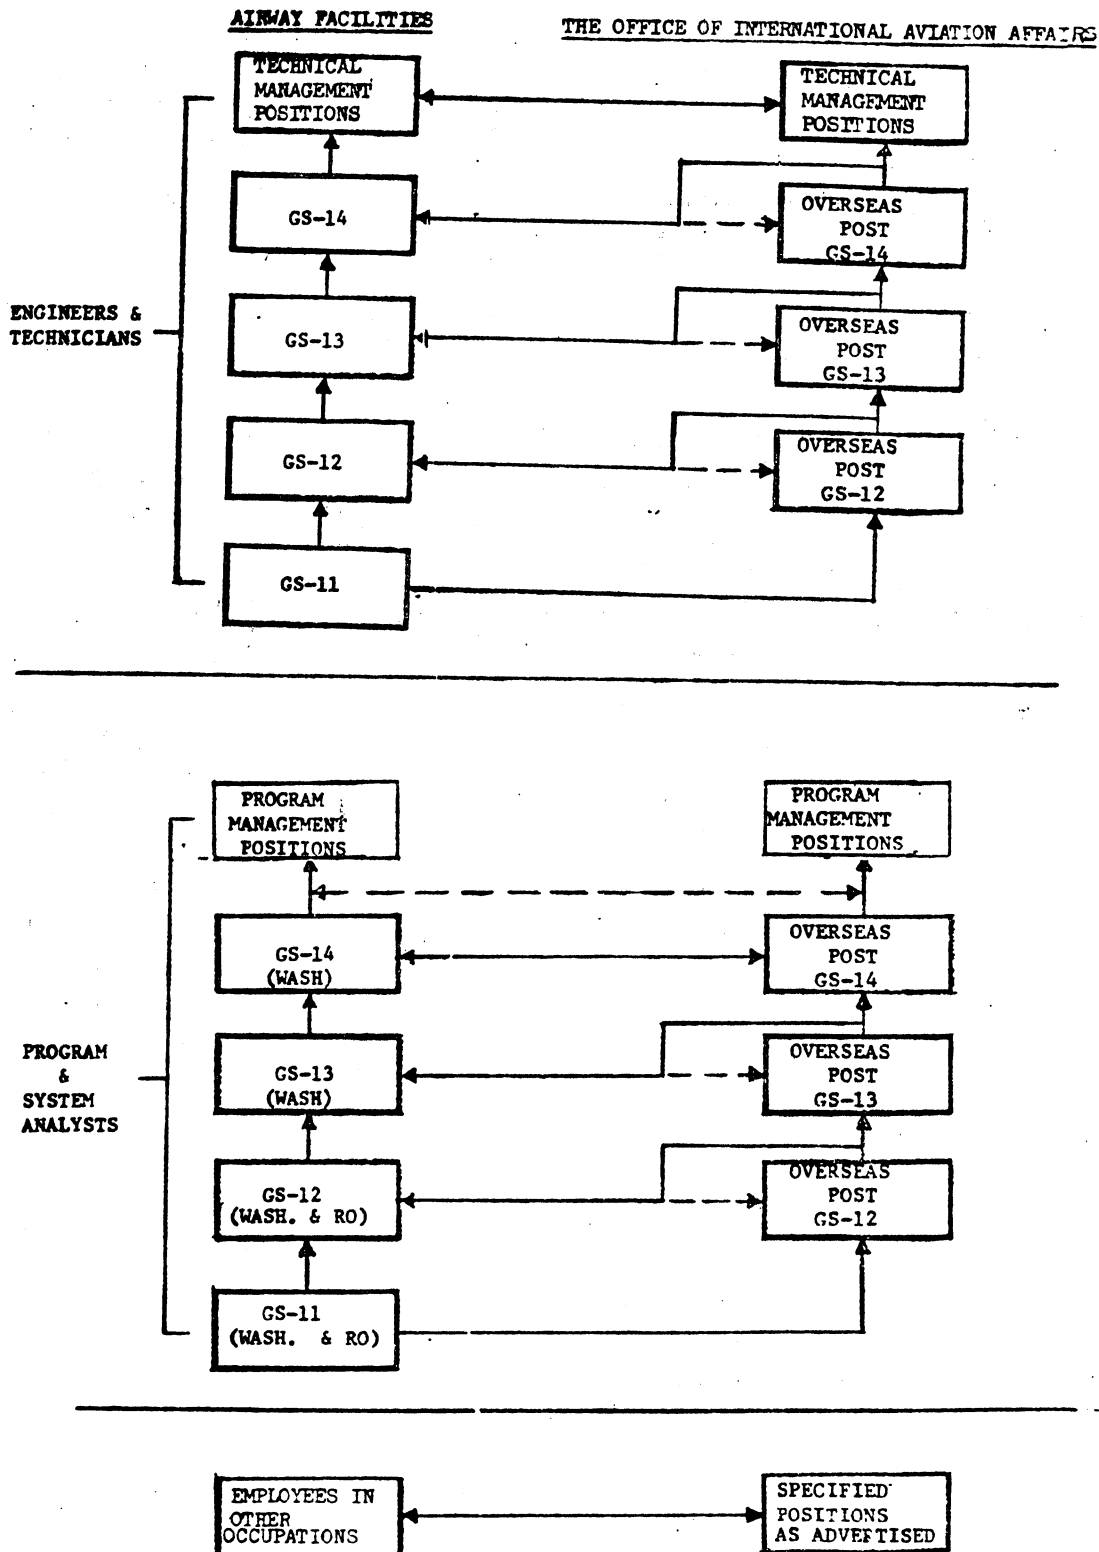 AIRWAY FACILITIES
THE OFFICE OF INTERNATIONAL AVIATION AFFAIRS
TECHNICAL
MANAGEMENT
POSITIONS
TECHNICAL
MANAGEMENT
POSITIONS
GS-14
OVERSEAS
POST
GS-14
ENGINEERS &
TECHNICIANS
GS-13
OVERSEAS
POST
GS-13
GS-12
OVERSEAS
POST
GS-12
GS-11
PROGRAM
MANAGEMENT
POSITIONS
PROGRAM
MANAGEMENT
POSITIONS
GS-14
(WASH)
OVERSEAS
POST
GS-14
PROGRAM
&
SYSTEM
ANALYSTS
GS-13
(WASH)
OVERSEAS
POST
GS-13
GS-12
(WASH. & RO)
OVERSEAS
POST
GS-12
GS-11
(WASH. & RO)
EMPLOYEES IN
OTHER
OCCUPATIONS
SPECIFIED
POSITIONS
AS ADVERTISED